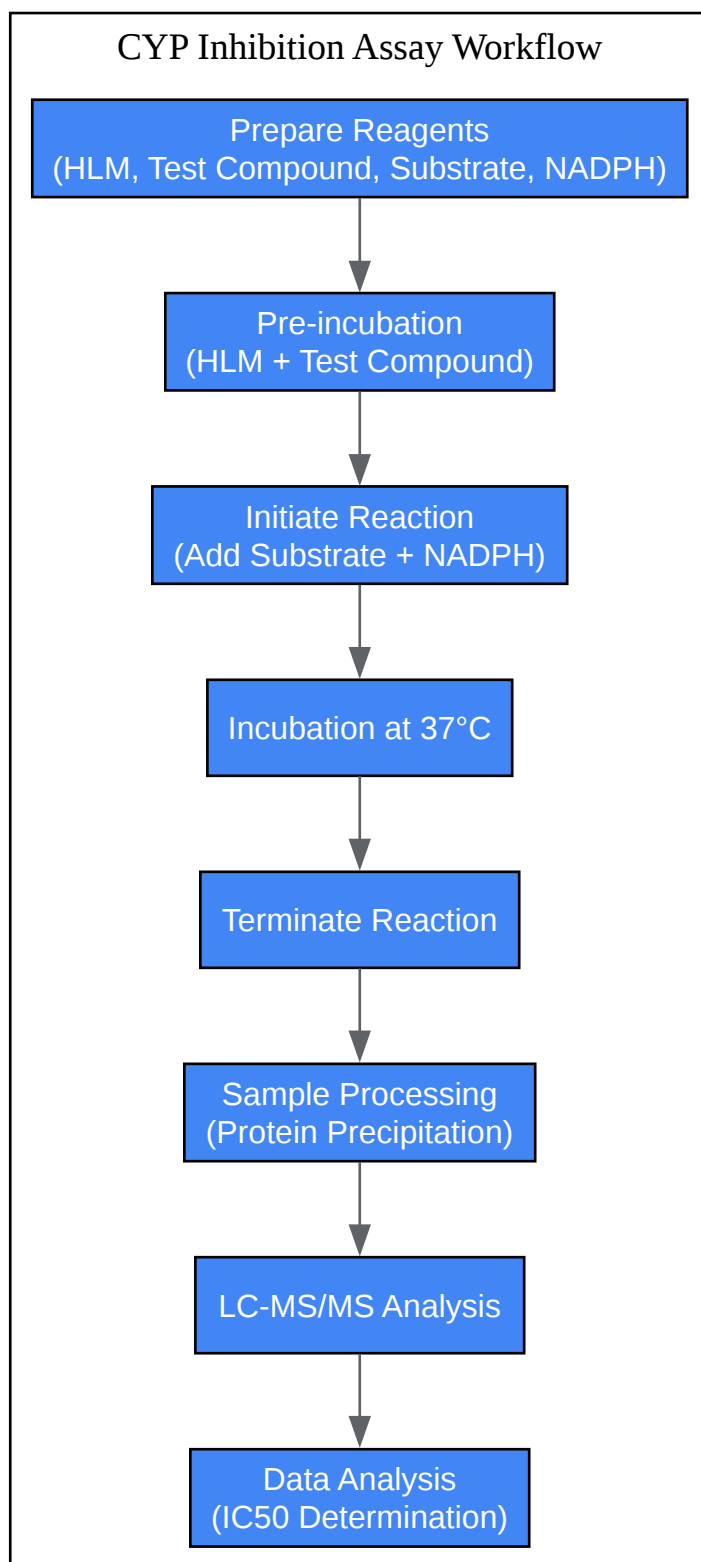 CYP Inhibition Assay Workflow
Prepare Reagents
(HLM, Test Compound, Substrate, NADPH)
Pre-incubation
(HLM + Test Compound)
Initiate Reaction
(Add Substrate + NADPH)
Incubation at 37°C
Terminate Reaction
Sample Processing
(Protein Precipitation)
LC-MS/MS Analysis
Data Analysis
(IC50 Determination)